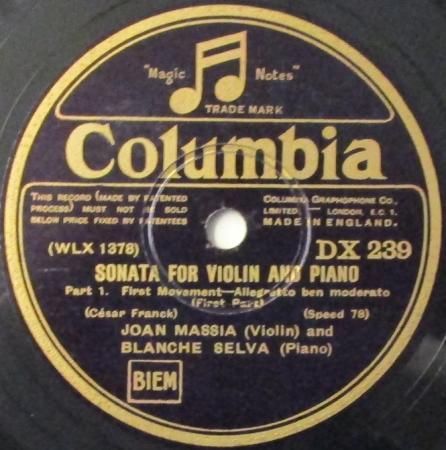 "Magic Notes"
TRADE MARK
Columbia
THIS RECORD (MADE BY PATENTED
PROCESS) MUST NOT BE SOLD
BELOW PRICE FIXED BY PATENTEES
COLUMBIA GRAPHOPHONE CO.,
LIMITED. LONDON, E.C. 1.
MADE IN ENGLAND.
(WLX 1378)
DX 239
SONATA FOR VIOLIN AND PIANO
Part 1. First Movement—Allegretto ben moderato
(First Part)
(César Franck)
(Speed 78)
JOAN MASSIA (Violin) and
BLANCHE SELVA (Piano)
BIEM